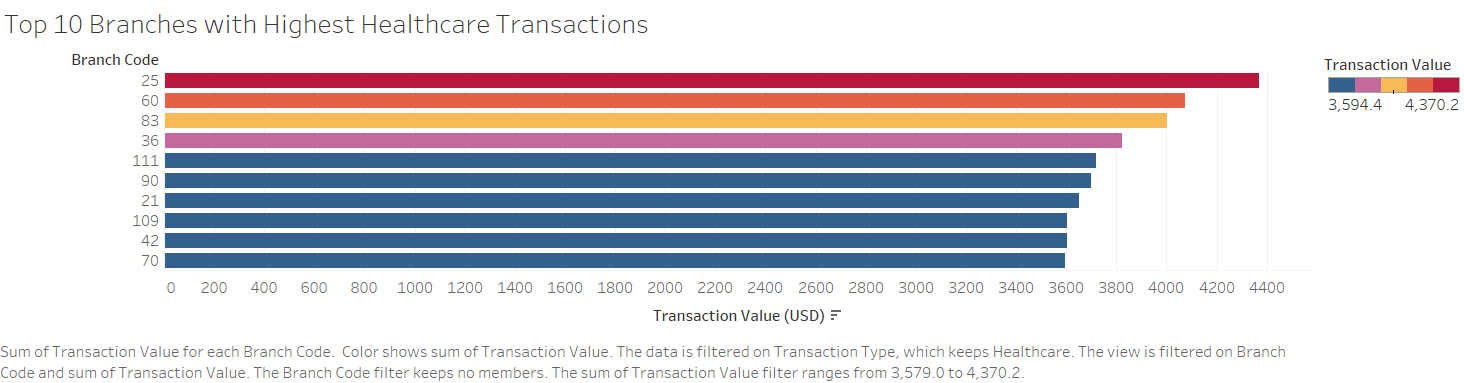 Top 10 Branches with Highest Healthcare Transactions
Branch Code
Transaction Value
25
60
83
36
111
90
21
109
42
70
3,594.4 4,370.2
0 200 400 600 800 1000 1200 1400 1600 1800 2000 2200 2400 2600 2800 3000 3200 3400 3600 3800 4000 4200 4400
Transaction Value (USD)
Sum of Transaction Value for each Branch Code.  Color shows sum of Transaction Value. The data is filtered on Transaction Type, which keeps Healthcare. The view is filtered on Branch
Code and sum of Transaction Value. The Branch Code filter keeps no members. The sum of Transaction Value filter ranges from 3,579.0 to 4,370.2.